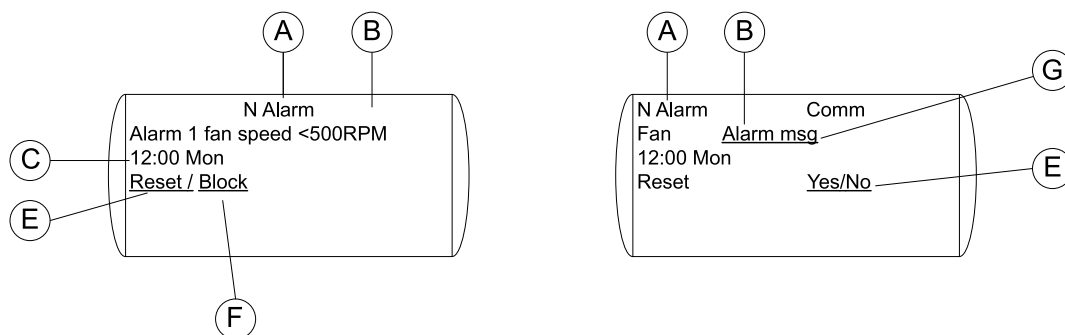 A
B
A
B
G
N Alarm
Alarm 1 fan speed <500RPM
12:00 Mon
Reset / Block
C
E
F
N Alarm Comm
Fan Alarm msg
12:00 Mon
Reset Yes/No
E